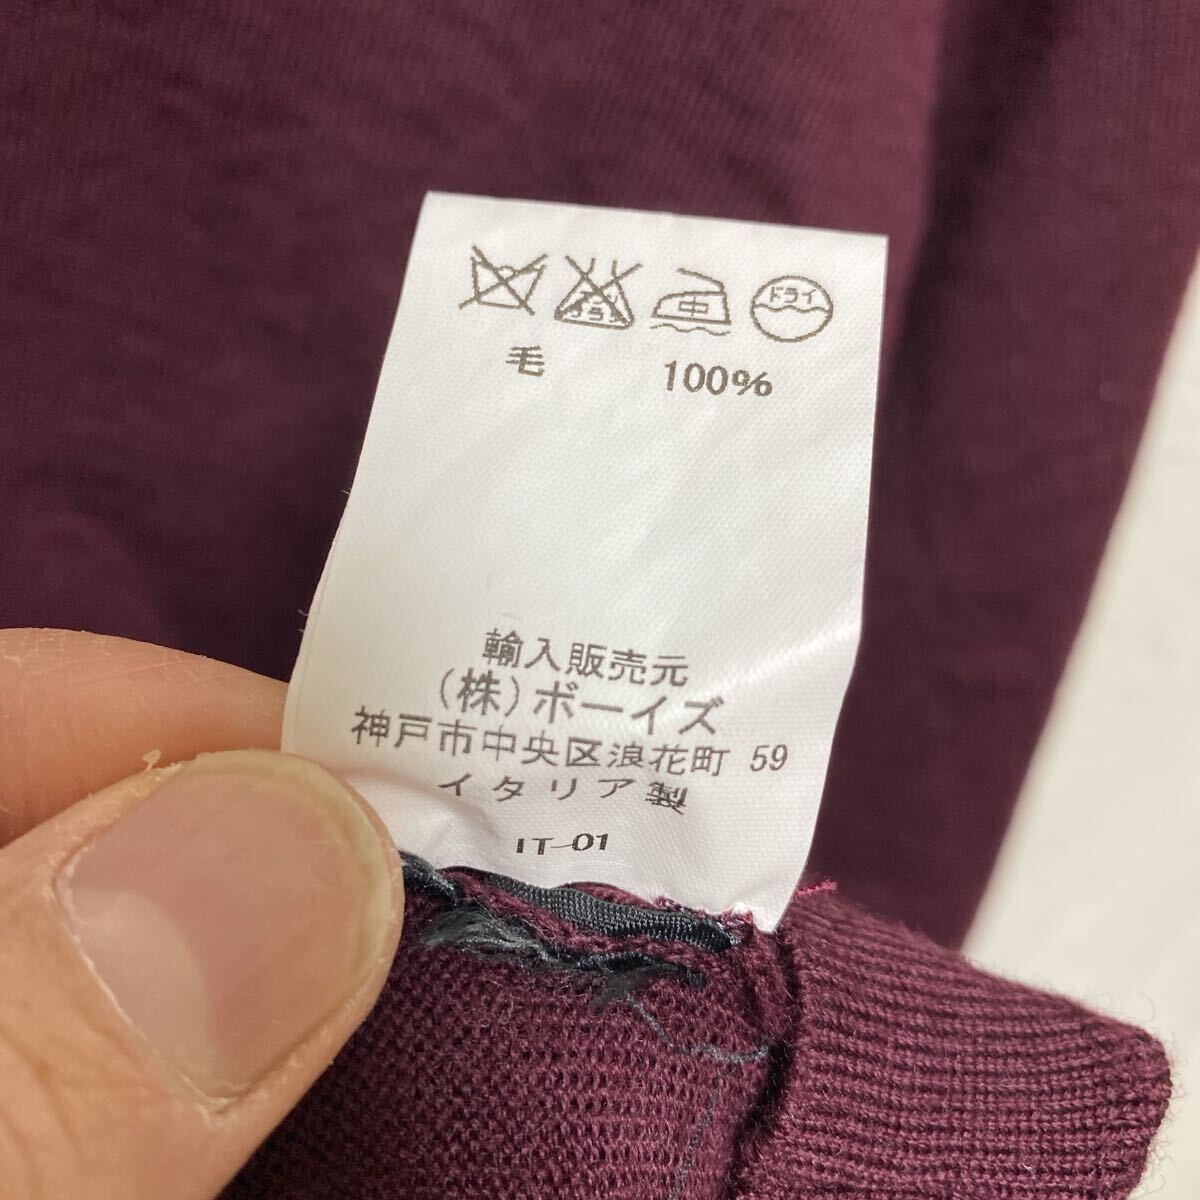 中 ドライ
毛 100%
輸入販売元
(株)ボーイズ
神戸市中央区浪花町 59
イタリア製
IT-01